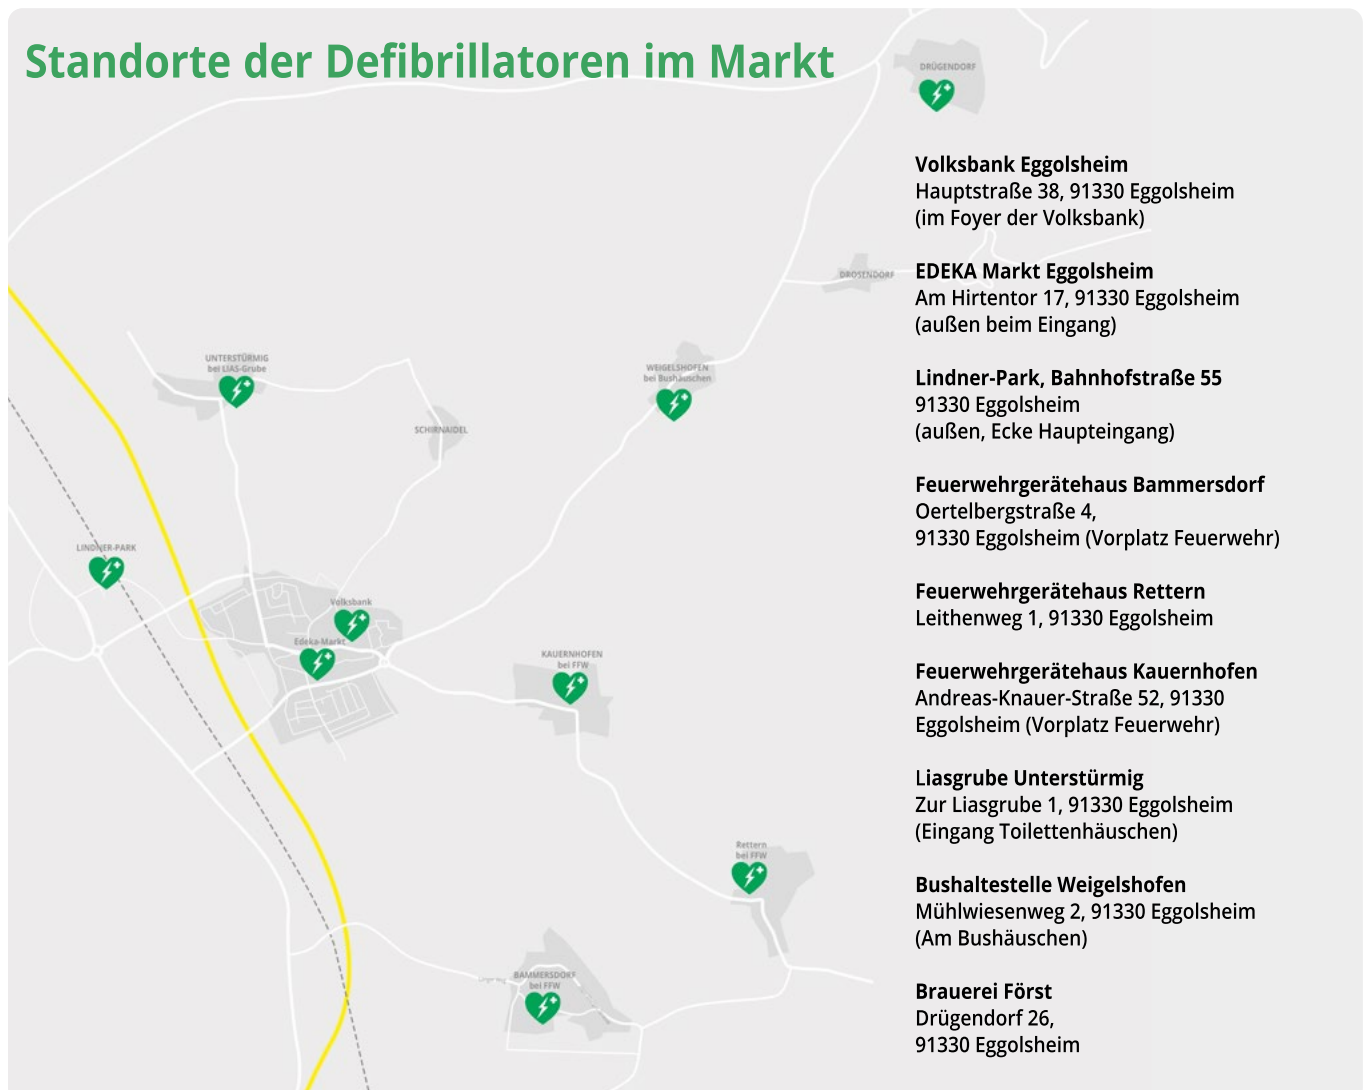 Standorte der Defibrillatoren im Markt
DRÜGENDORF
Volksbank Eggolsheim
Hauptstraße 38, 91330 Eggolsheim
(im Foyer der Volksbank)
EDEKA Markt Eggolsheim
Am Hirtentor 17, 91330 Eggolsheim
(außen beim Eingang)
Lindner-Park, Bahnhofstraße 55
91330 Eggolsheim
(außen, Ecke Haupteingang)
Feuerwehrgerätehaus Bammersdorf
Oertelbergstraße 4,
91330 Eggolsheim (Vorplatz Feuerwehr)
Feuerwehrgerätehaus Rettern
Leithenweg 1, 91330 Eggolsheim
Feuerwehrgerätehaus Kauernhofen
Andreas-Knauer-Straße 52, 91330
Eggolsheim (Vorplatz Feuerwehr)
Liasgrube Unterstürmig
Zur Liasgrube 1, 91330 Eggolsheim
(Eingang Toilettenhäuschen)
Bushaltestelle Weigelshofen
Mühlwiesenweg 2, 91330 Eggolsheim
(Am Bushäuschen)
Brauerei Först
Drügendorf 26,
91330 Eggolsheim
DROSENDORF
UNTERSTÜRMIG
bei LIAS-Grube
WEIGELSHOFEN
bei Bushäuschen
SCHIRNAIDEL
LINDNER-PARK
Volksbank
Edeka-Markt
KAUERNHOFEN
bei FFW
Rettern
bei FFW
BAMMERSDORF
bei FFW